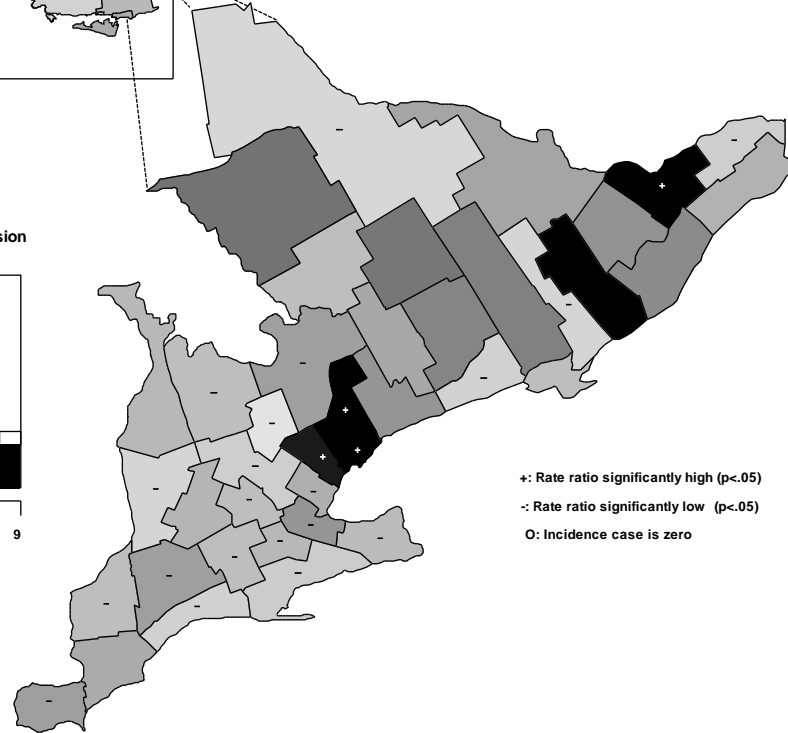 sion
9
+: Rate ratio significantly high (p<.05)
-: Rate ratio significantly low (p<.05)
O: Incidence case is zero